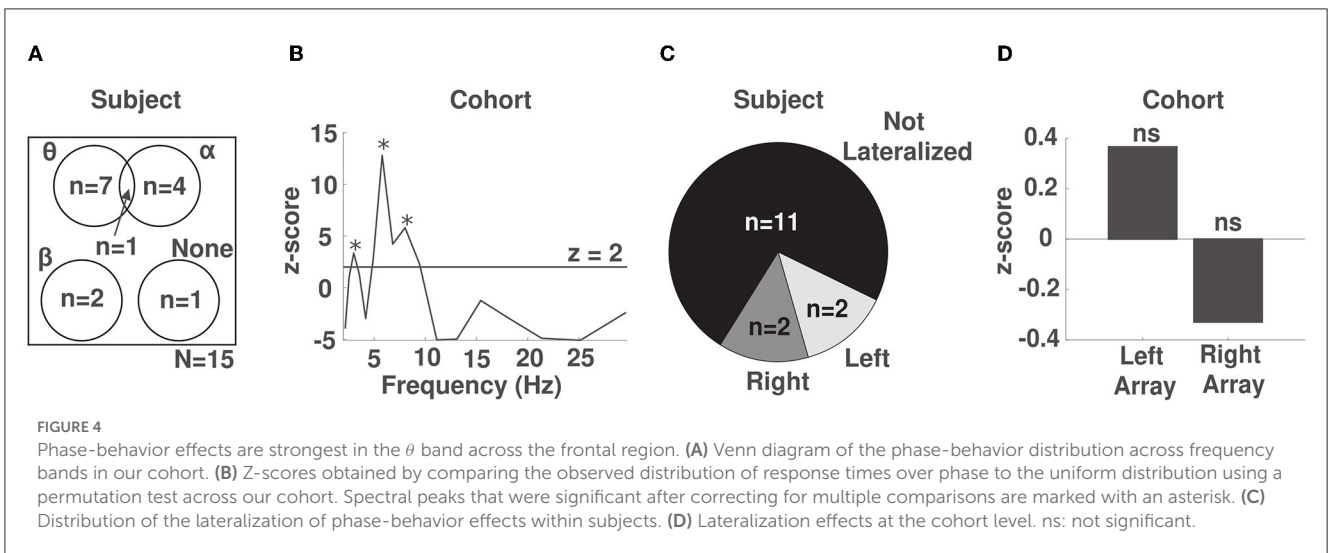 A
B
C
D
Subject
Cohort
Subject
Cohort
θ
α
n=7
n=4
n=1
β
None
n=2
n=1
N=15
15
10
5
0
-5
z-score
*
*
*
z = 2
5
10
15
20
25
Frequency (Hz)
Not
Lateralized
n=11
n=2
n=2
Left
Right
0.4
0.2
0
-0.2
-0.4
z-score
ns
ns
Left
Array
Right
Array
FIGURE 4
Phase-behavior effects are strongest in the θ band across the frontal region. (A) Venn diagram of the phase-behavior distribution across frequency
bands in our cohort. (B) Z-scores obtained by comparing the observed distribution of response times over phase to the uniform distribution using a
permutation test across our cohort. Spectral peaks that were significant after correcting for multiple comparisons are marked with an asterisk. (C)
Distribution of the lateralization of phase-behavior effects within subjects. (D) Lateralization effects at the cohort level. ns: not significant.